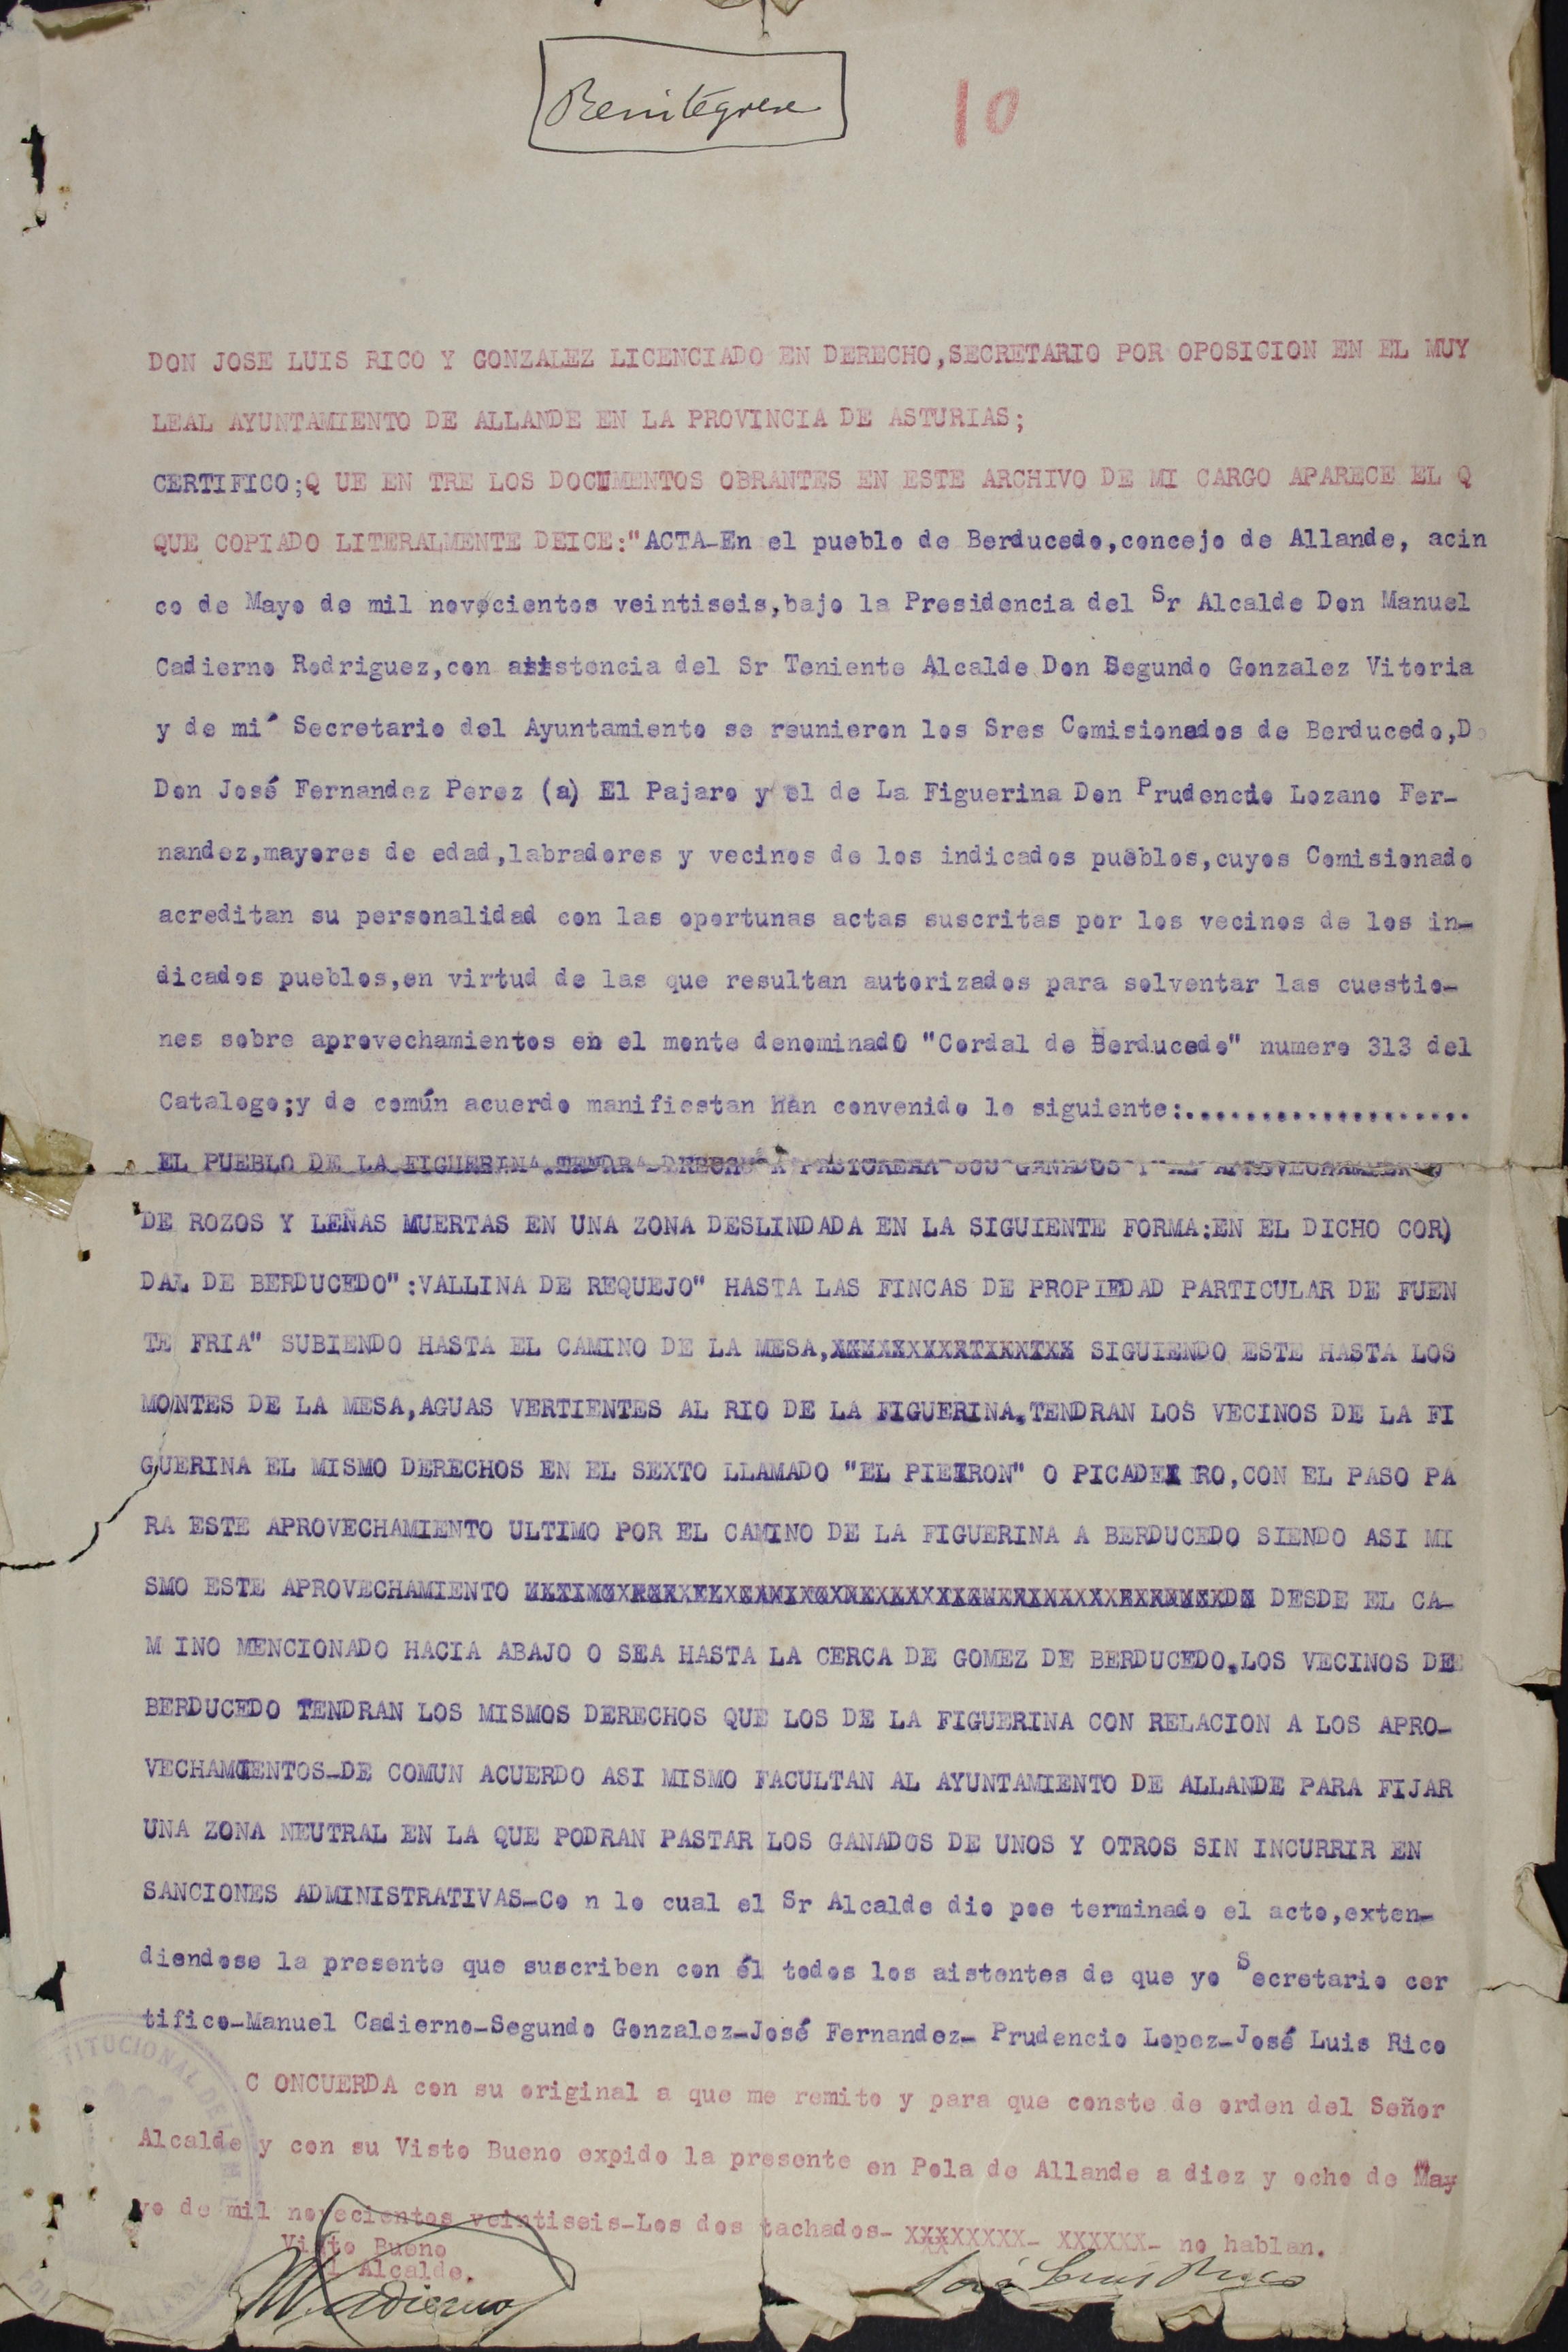 Reintégrese
10
DON JOSE LUIS RICO Y GONZALEZ LICENCIADO EN DERECHO,SECRETARIO POR OPOSICION EN EL MUY
LEAL AYUNTAMIENTO DE ALLANDE EN LA PROVINCIA DE ASTURIAS;
CERTIFICO;Q UE EN TRE LOS DOCUMENTOS OBRANTES EN ESTE ARCHIVO DE MI CARGO APARECE EL Q
QUE COPIADO LITERALMENTE DEICE:"ACTA-En el pueblo de Berducedo,concejo de Allande, acin
co de Mayo de mil novecientos veintiseis,bajo la Presidencia del Sr Alcalde Don Manuel
Cadierno Rodriguez,con asistencia del Sr Teniente Alcalde Don Segundo Gonzalez Vitoria
y de mi´ Secretario del Ayuntamiento se reunieron los Sres Comisionados de Berducedo,D
Don José Fernandez Perez (a) El Pajaro y el de La Figuerina Don Prudencio Lozano Fer-
nandez,mayores de edad,labradores y vecinos de los indicados pueblos,cuyos Comisionado
acreditan su personalidad con las oportunas actas suscritas por los vecinos de los in-
dicados pueblos,en virtud de las que resultan autorizados para solventar las cuestio-
nes sobre aprovechamientos en el monte denominadO "Cordal de Berducedo" numero 313 del
Catalogo;y de común acuerdo manifiestan han convenido lo siguiente:...................
EL PUEBLO DE LA FIGUERINA TENDRA DERECHO A PASTOREAR SUS GANADOS Y AL APROVECHAMIENTO
DE ROZOS Y LEÑAS MUERTAS EN UNA ZONA DESLINDADA EN LA SIGUIENTE FORMA:EN EL DICHO COR)
DAL DE BERDUCEDO":VALLINA DE REQUEJO" HASTA LAS FINCAS DE PROPIEDAD PARTICULAR DE FUEN
TE FRIA" SUBIENDO HASTA EL CAMINO DE LA MESA, SIGUIENDO ESTE HASTA LOS
MONTES DE LA MESA,AGUAS VERTIENTES AL RIO DE LA FIGUERINA.TENDRAN LOS VECINOS DE LA FI
GUERINA EL MISMO DERECHOS EN EL SEXTO LLAMADO "EL PIEIRON" O PICADEI RO,CON EL PASO PA
RA ESTE APROVECHAMIENTO ULTIMO POR EL CAMINO DE LA FIGUERINA A BERDUCEDO SIENDO ASI MI
SMO ESTE APROVECHAMIENTO DESDE EL CA-
M INO MENCIONADO HACIA ABAJO O SEA HASTA LA CERCA DE GOMEZ DE BERDUCEDO.LOS VECINOS DE
BERDUCEDO TENDRAN LOS MISMOS DERECHOS QUE LOS DE LA FIGUERINA CON RELACION A LOS APRO-
VECHAMIENTOS-DE COMUN ACUERDO ASI MISMO FACULTAN AL AYUNTAMIENTO DE ALLANDE PARA FIJAR
UNA ZONA NEUTRAL EN LA QUE PODRAN PASTAR LOS GANADOS DE UNOS Y OTROS SIN INCURRIR EN
SANCIONES ADMINISTRATIVAS-Co n lo cual el Sr Alcalde dio poe terminado el acto,exten-
diendose la presente que suscriben con él todos los aistentes de que yo Secretario cer
tifico-Manuel Cadierno-Segundo Gonzalez-José Fernandez- Prudencio Lopez-José Luis Rico
C ONCUERDA con su original a que me remito y para que conste de orden del Señor
Alcalde y con su Visto Bueno expido la presente en Pola de Allande a diez y ocho de May
yo de mil novecientos veintiseis-Los dos tachados- XXXXXXXX- XXXXXX- no hablan.
Visto Bueno
l Alcalde.
M. Cadierno
José Luis Rico
TITUCIONAL DE